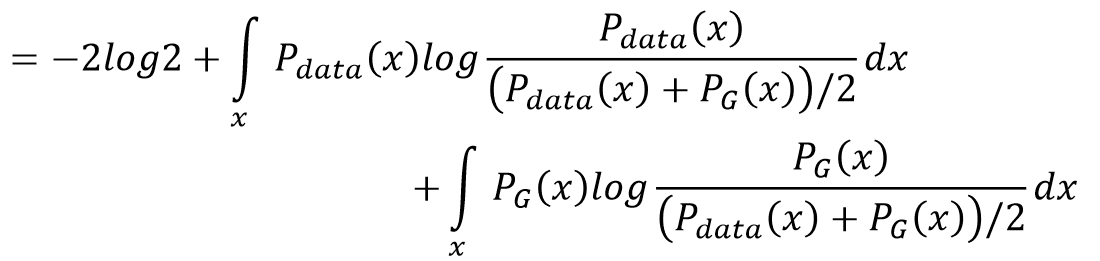 = −2log2 + ∫ₓ P_data(x)log P_data(x) / ((P_data(x) + P_G(x))/2) dx
+ ∫ₓ P_G(x)log P_G(x) / ((P_data(x) + P_G(x))/2) dx